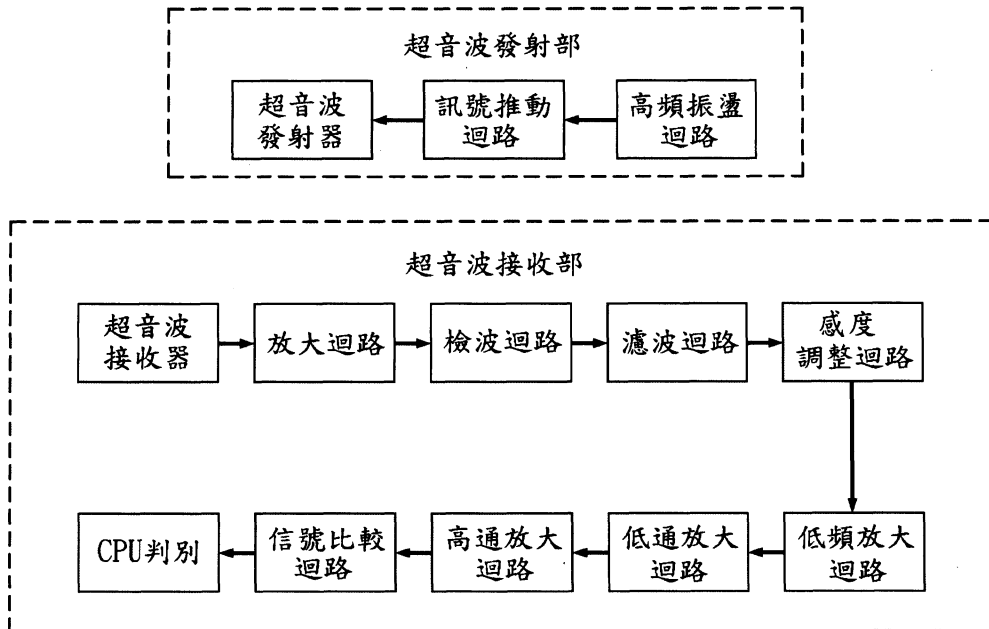 超音波發射部
超音波
發射器
訊號推動
迴路
高頻振盪
迴路
超音波接收部
超音波
接收器
放大迴路
檢波迴路
濾波迴路
感度
調整迴路
CPU判別
信號比較
迴路
高通放大
迴路
低通放大
迴路
低頻放大
迴路